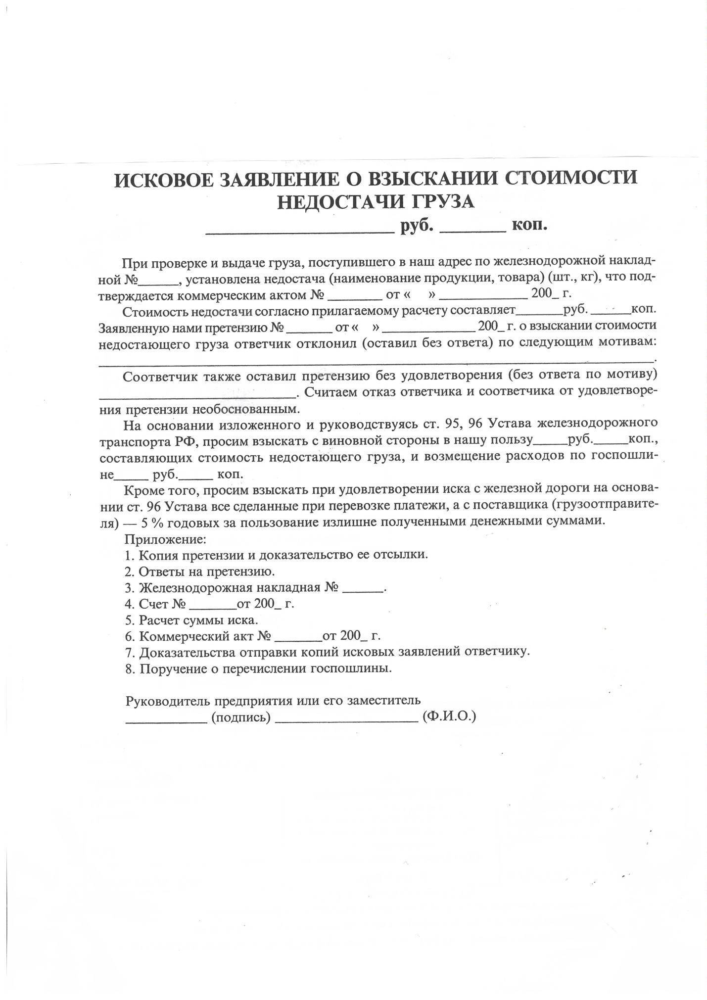 ИСКОВОЕ ЗАЯВЛЕНИЕ О ВЗЫСКАНИИ СТОИМОСТИ
НЕДОСТАЧИ ГРУЗА
__________________ руб. ______ коп.
При проверке и выдаче груза, поступившего в наш адрес по железнодорожной наклад-
ной №______, установлена недостача (наименование продукции, товара) (шт., кг), что под-
тверждается коммерческим актом № ________ от « » _____________ 200_ г.
Стоимость недостачи согласно прилагаемому расчету составляет_______руб. ______коп.
Заявленную нами претензию № _______ от « » ______________ 200_ г. о взыскании стоимости
недостающего груза ответчик отклонил (оставил без ответа) по следующим мотивам:
__________________________________________________________________.
Соответчик также оставил претензию без удовлетворения (без ответа по мотиву)
_____________________________. Считаем отказ ответчика и соответчика от удовлетворе-
ния претензии необоснованным.
На основании изложенного и руководствуясь ст. 95, 96 Устава железнодорожного
транспорта РФ, просим взыскать с виновной стороны в нашу пользу_____руб._____коп.,
составляющих стоимость недостающего груза, и возмещение расходов по госпошли-
не_____ руб._____ коп.
Кроме того, просим взыскать при удовлетворении иска с железной дороги на основа-
нии ст. 96 Устава все сделанные при перевозке платежи, а с поставщика (грузоотправите-
ля) — 5 % годовых за пользование излишне полученными денежными суммами.
Приложение:
1. Копия претензии и доказательство ее отсылки.
2. Ответы на претензию.
3. Железнодорожная накладная № ______.
4. Счет № _______от 200_ г.
5. Расчет суммы иска.
6. Коммерческий акт № _______от 200_ г.
7. Доказательства отправки копий исковых заявлений ответчику.
8. Поручение о перечислении госпошлины.
Руководитель предприятия или его заместитель
____________ (подпись) _____________________ (Ф.И.О.)